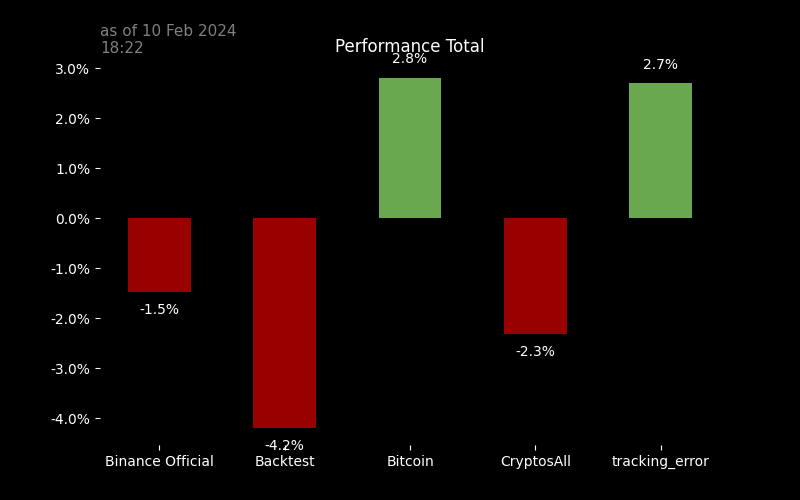 as of 10 Feb 2024
18:22
Performance Total
3.0%
2.0%
1.0%
0.0%
-1.0%
-2.0%
-3.0%
-4.0%
-1.5%
-4.2%
2.8%
-2.3%
2.7%
Binance Official
Backtest
Bitcoin
CryptosAll
tracking_error